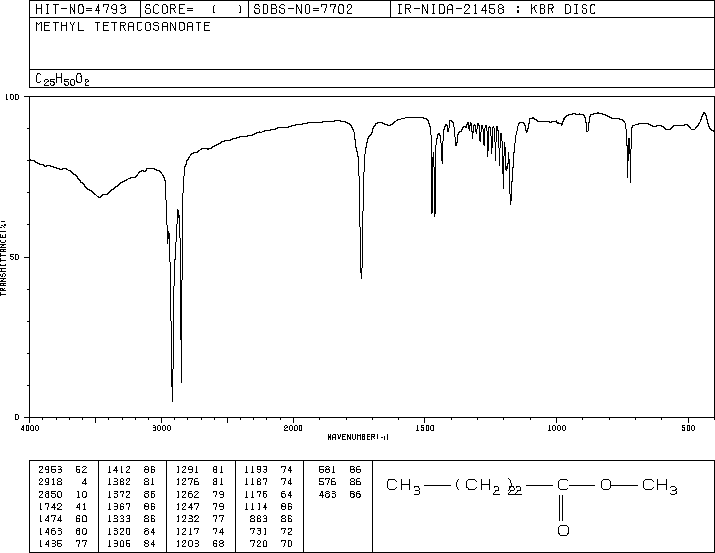 HIT-NO=4793 SCORE= ( ) SDBS-NO=7702 IR-NIDA-21458 : KBR DISC
METHYL TETRACOSANOATE
C25H50O2
100
50
0
TRANSMITTANCE(%)
4000 3000 2000 1500 1000 500
WAVENUMBER(-1)
2963 62 1412 86 1291 81 1193 74 681 86
2918 4 1382 81 1276 81 1187 74 576 86
2850 10 1372 86 1262 79 1176 64 483 86
1742 41 1367 86 1247 79 1114 86
1474 60 1333 86 1232 77 883 86
1463 60 1320 84 1217 74 731 72
1436 77 1306 84 1203 68 720 70
CH3 (CH2)22 C O CH3
O